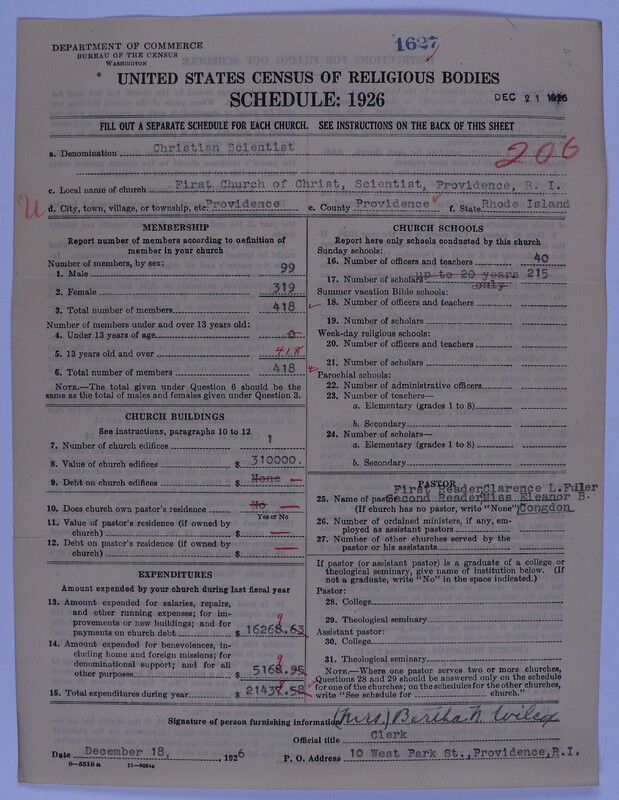 DEPARTMENT OF COMMERCE
BUREAU OF THE CENSUS
WASHINGTON
1627
UNITED STATES CENSUS OF RELIGIOUS BODIES
SCHEDULE: 1926
DEC 21 1926
FILL OUT A SEPARATE SCHEDULE FOR EACH CHURCH. SEE INSTRUCTIONS ON THE BACK OF THIS SHEET
a. Denomination Christian Scientist
206
c. Local name of church First Church of Christ, Scientist, Providence, R. I.
d. City, town, village, or township, etc. Providence e. County Providence f. State Rhode Island
MEMBERSHIP
Report number of members according to definition of
member in your church
Number of members, by sex:
1. Male 99
2. Female 319
3. Total number of members 418
Number of members under and over 13 years old:
4. Under 13 years of age 0
5. 13 years old and over 418
6. Total number of members 418
NOTE.—The total given under Question 6 should be the
same as the total of males and females given under Question 3.
CHURCH BUILDINGS
See instructions, paragraphs 10 to 12
7. Number of church edifices 1
8. Value of church edifices $ 310000.
9. Debt on church edifices $ None —
10. Does church own pastor's residence No —
Yes or No
11. Value of pastor's residence (if owned by
church) $ —
12. Debt on pastor's residence (if owned by
church) $ —
EXPENDITURES
Amount expended by your church during last fiscal year
13. Amount expended for salaries, repairs,
and other running expenses; for im-
provements or new buildings; and for
payments on church debt $ 16268.63 9
14. Amount expended for benevolences, in-
cluding home and foreign missions; for
denominational support; and for all
other purposes $ 5168.95 9
15. Total expenditures during year $ 21437.58 8
CHURCH SCHOOLS
Report here only schools conducted by this church
Sunday schools:
16. Number of officers and teachers 40
17. Number of scholars up to 20 years 215
only
Summer vacation Bible schools:
18. Number of officers and teachers
19. Number of scholars
Week-day religious schools:
20. Number of officers and teachers
21. Number of scholars
Parochial schools:
22. Number of administrative officers
23. Number of teachers—
a. Elementary (grades 1 to 8)
b. Secondary
24. Number of scholars—
a. Elementary (grades 1 to 8)
b. Secondary
PASTOR
First Reader Clarence L. Fuller
25. Name of pastor Second Reader Miss Eleanor B.
(If church has no pastor, write "None") Congdon
26. Number of ordained ministers, if any, em-
ployed as assistant pastors
27. Number of other churches served by the
pastor or his assistants
If pastor (or assistant pastor) is a graduate of a college or
theological seminary, give name of institution below. (If
not a graduate, write "No" in the space indicated.)
Pastor:
28. College
29. Theological seminary
Assistant pastor:
30. College
31. Theological seminary
NOTE.—Where one pastor serves two or more churches,
Questions 28 and 29 should be answered only on the schedule
for one of the churches; on the schedules for the other churches,
write "See schedule for church."
Signature of person furnishing information (Mrs) Bertha N. Wilcox
Official title Clerk
Date December 18, 1926 P. O. Address 10 West Park St., Providence, R.I.